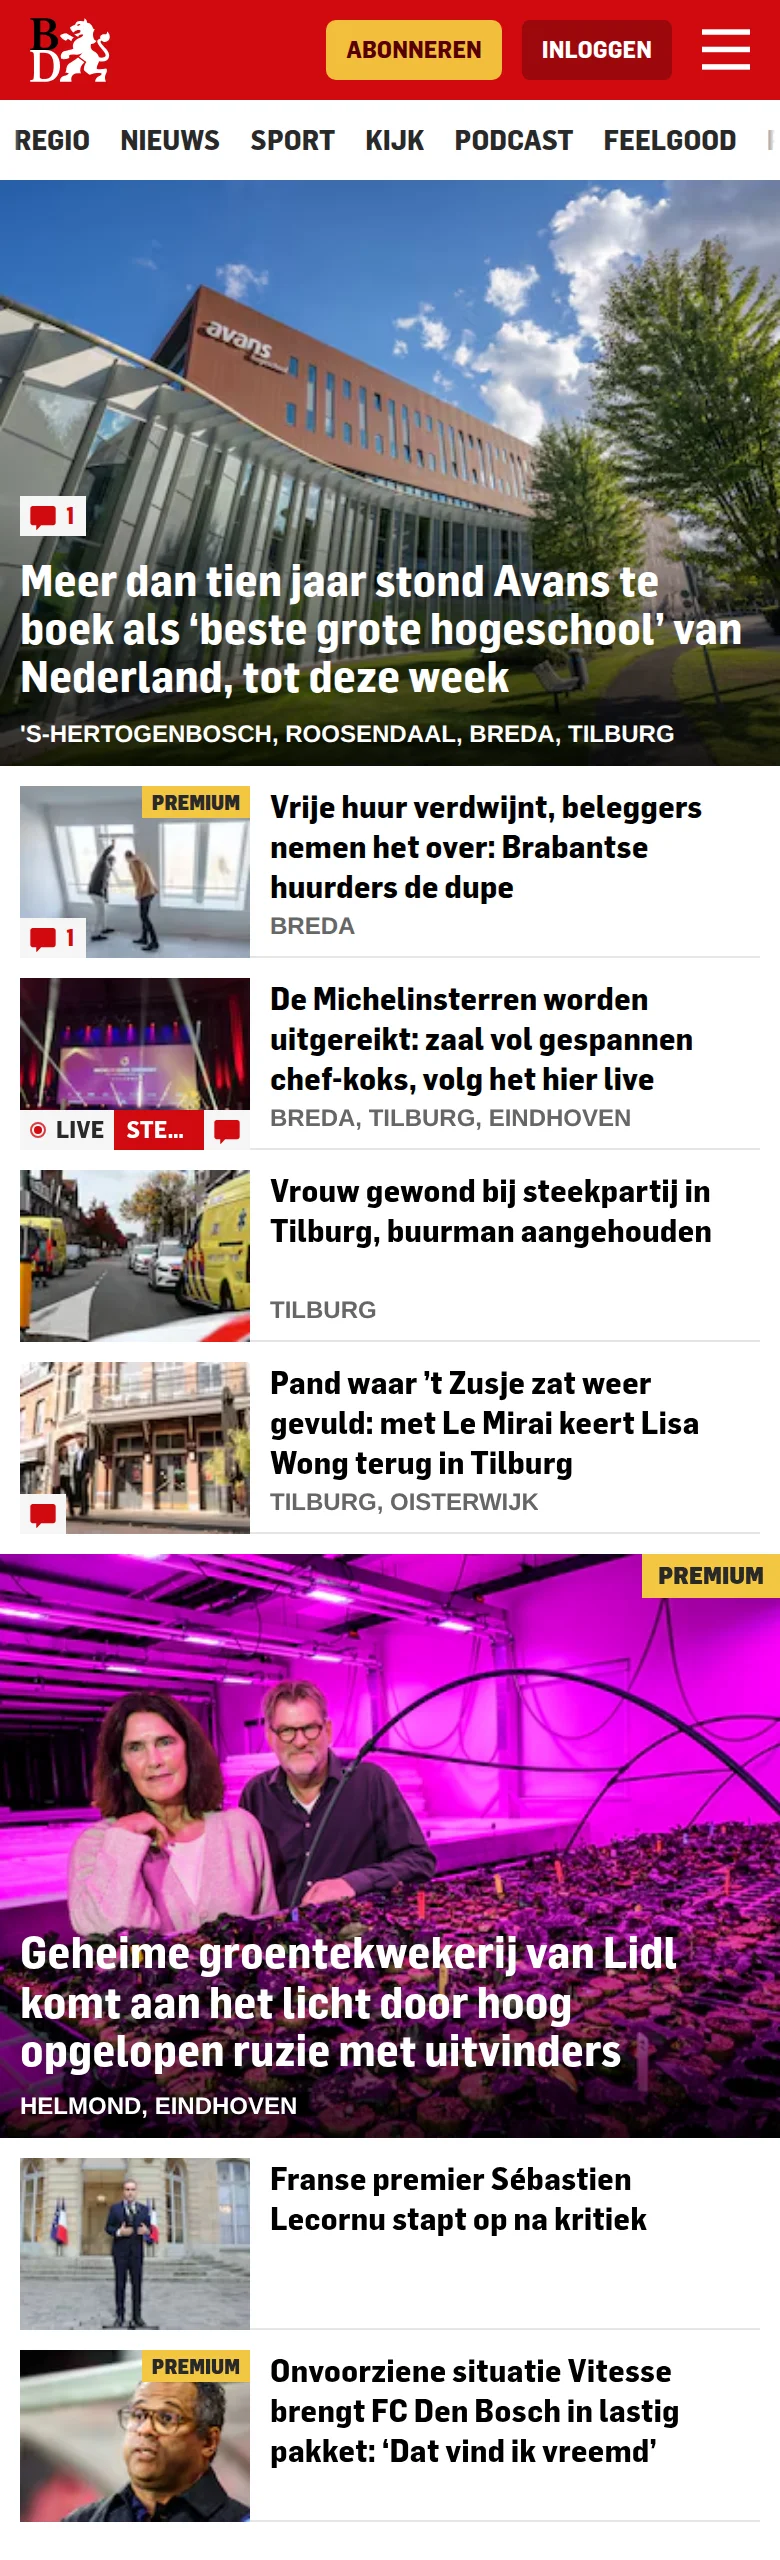 BD
ABONNEREN
INLOGGEN
REGIO NIEUWS SPORT KIJK PODCAST FEELGOOD
avans
1
Meer dan tien jaar stond Avans te
boek als ‘beste grote hogeschool’ van
Nederland, tot deze week
'S-HERTOGENBOSCH, ROOSENDAAL, BREDA, TILBURG
PREMIUM
1
Vrije huur verdwijnt, beleggers
nemen het over: Brabantse
huurders de dupe
BREDA
LIVE STE...
De Michelinsterren worden
uitgereikt: zaal vol gespannen
chef-koks, volg het hier live
BREDA, TILBURG, EINDHOVEN
Vrouw gewond bij steekpartij in
Tilburg, buurman aangehouden
TILBURG
Pand waar ’t Zusje zat weer
gevuld: met Le Mirai keert Lisa
Wong terug in Tilburg
TILBURG, OISTERWIJK
PREMIUM
Geheime groentekwekerij van Lidl
komt aan het licht door hoog
opgelopen ruzie met uitvinders
HELMOND, EINDHOVEN
Franse premier Sébastien
Lecornu stapt op na kritiek
PREMIUM
Onvoorziene situatie Vitesse
brengt FC Den Bosch in lastig
pakket: ‘Dat vind ik vreemd’